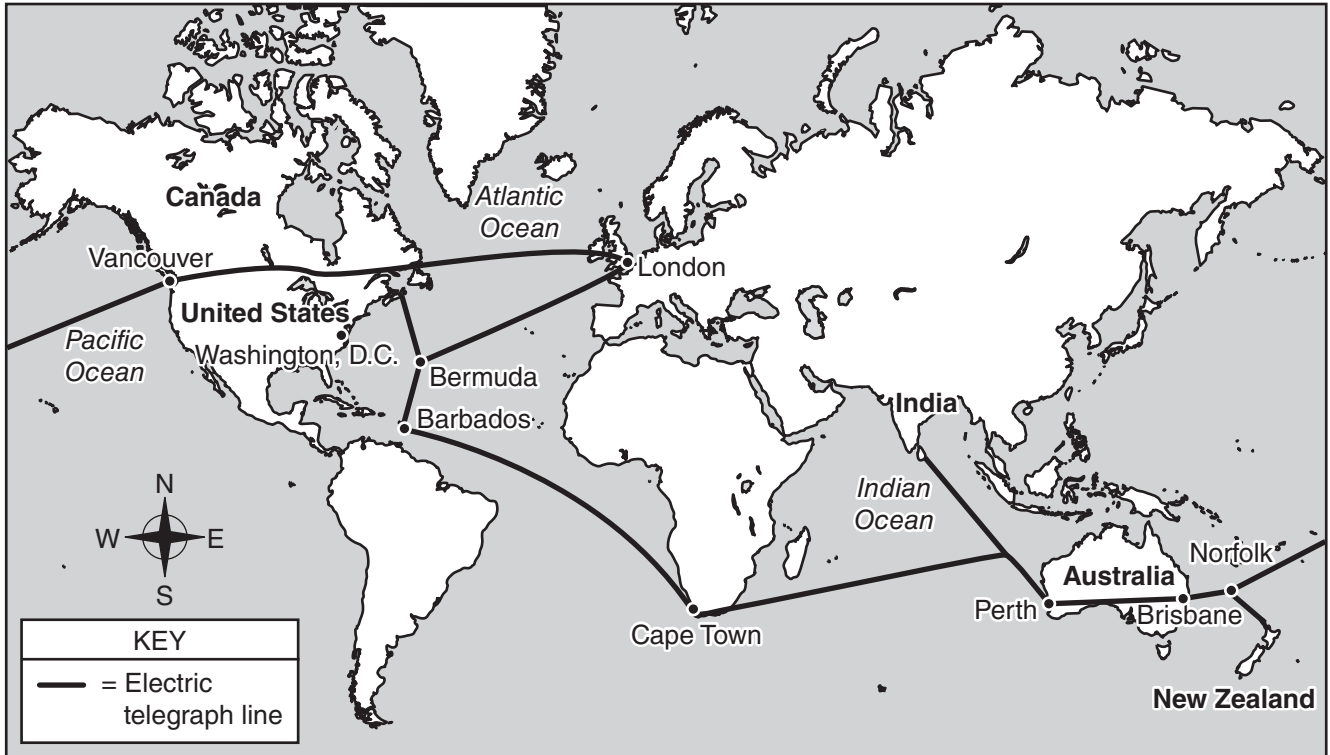 Canada
Atlantic
Ocean
Vancouver
London
United States
Pacific
Ocean
Washington, D.C.
Bermuda
Barbados
India
Indian
Ocean
N
W E
S
Norfolk
Australia
Perth
Brisbane
Cape Town
New Zealand
KEY
= Electric
telegraph line